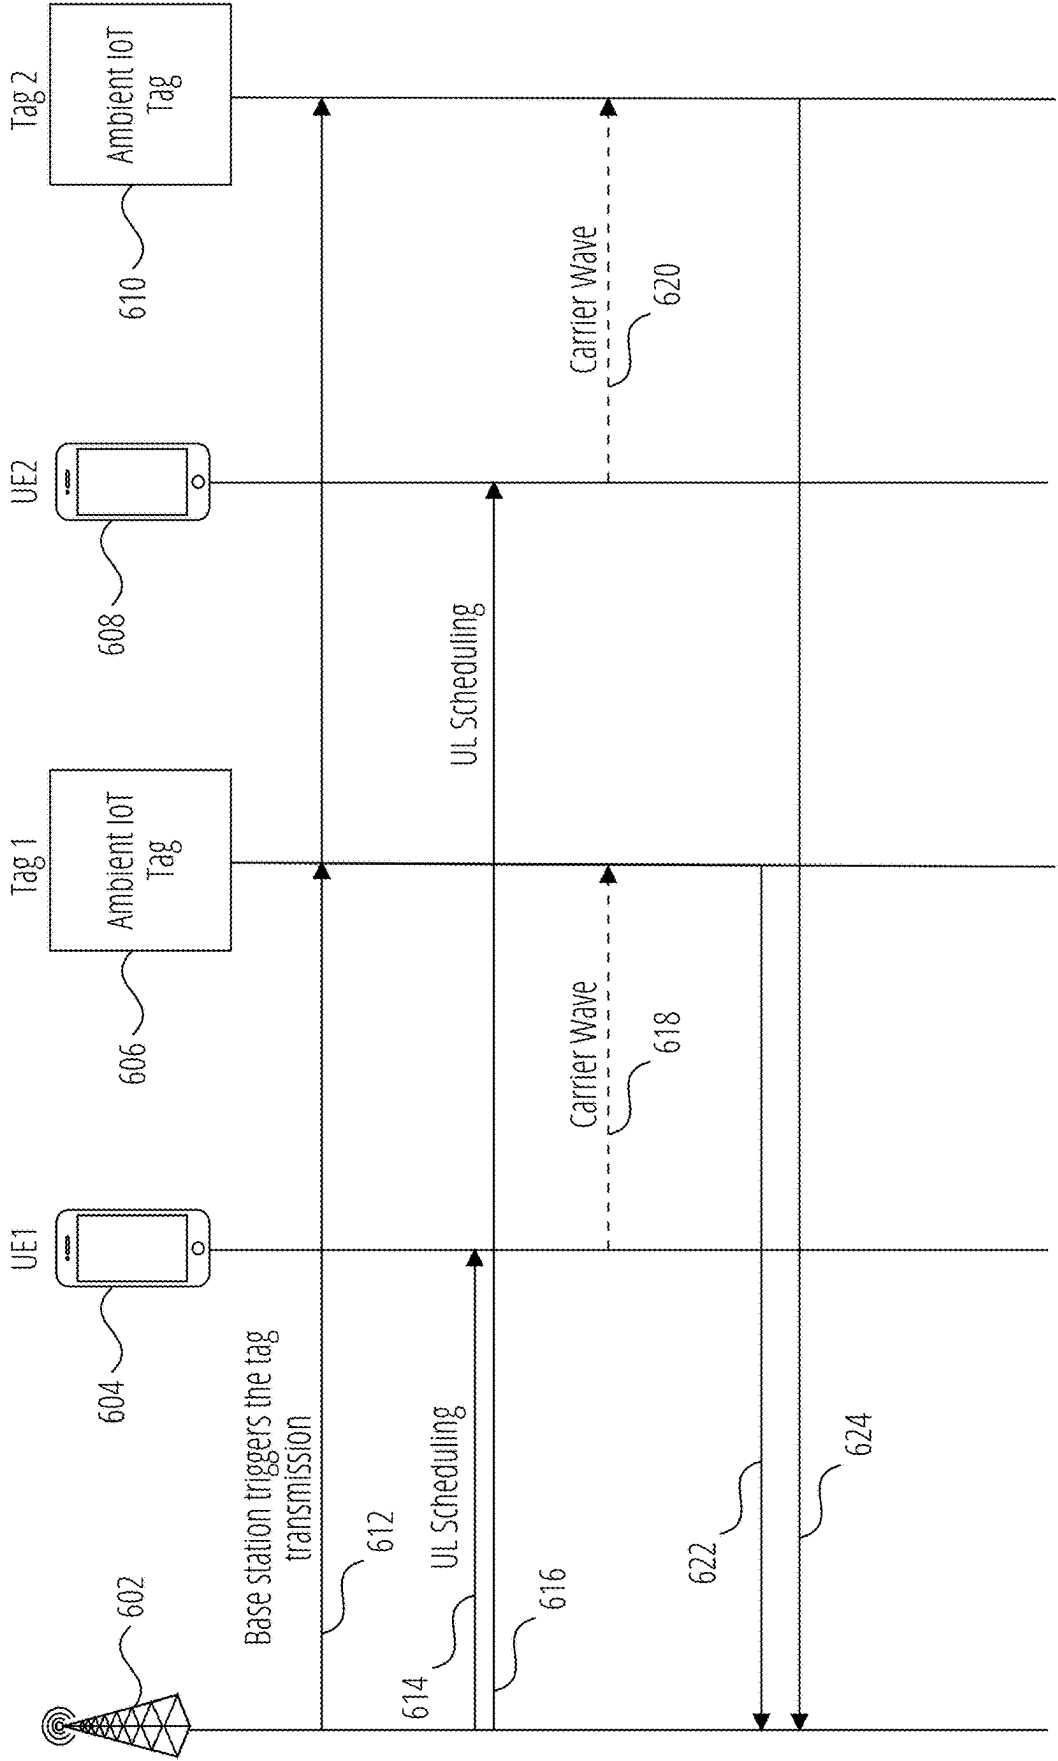 602
UE1
604
Tag 1
Ambient IoT
Tag
606
UE2
608
Tag 2
Ambient IoT
Tag
610
Base station triggers the tag
transmission
612
UL Scheduling
614
UL Scheduling
616
Carrier Wave
618
Carrier Wave
620
622
624